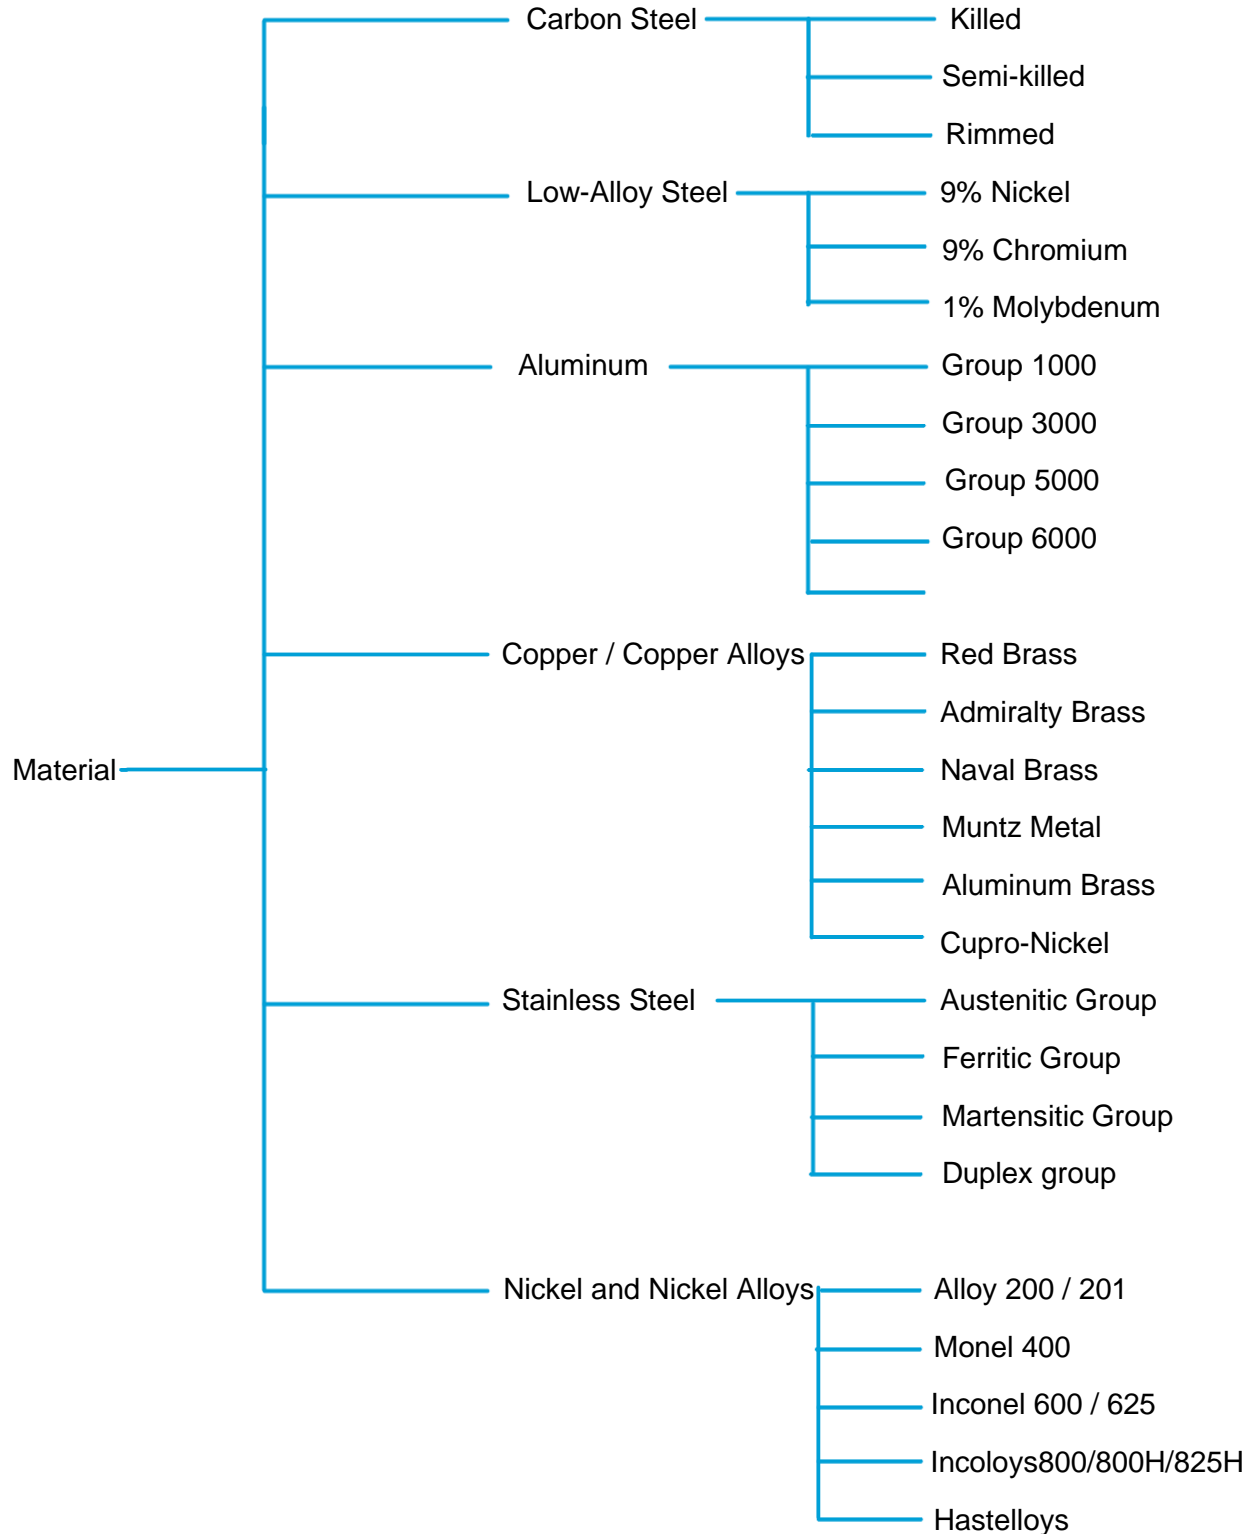 Carbon Steel
Killed
Semi-killed
Rimmed
Low-Alloy Steel
9% Nickel
9% Chromium
1% Molybdenum
Aluminum
Group 1000
Group 3000
Group 5000
Group 6000
Copper / Copper Alloys
Red Brass
Admiralty Brass
Material
Naval Brass
Muntz Metal
Aluminum Brass
Cupro-Nickel
Stainless Steel
Austenitic Group
Ferritic Group
Martensitic Group
Duplex group
Nickel and Nickel Alloys
Alloy 200 / 201
Monel 400
Inconel 600 / 625
Incoloys800/800H/825H
Hastelloys